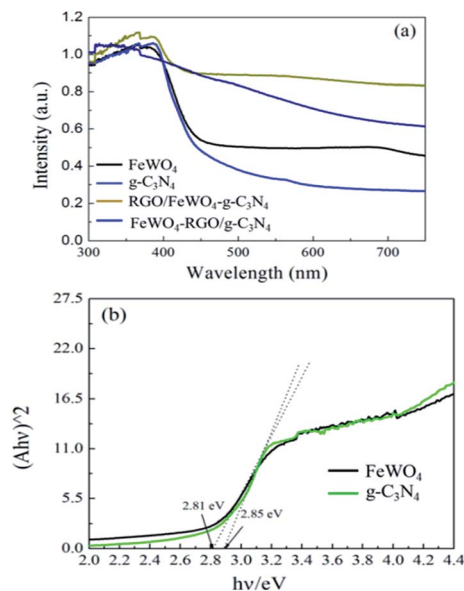 (a)
Intensity (a.u.)
1.2
1.0
0.8
0.6
0.4
0.2
0.0
FeWO₄
g-C₃N₄
RGO/FeWO₄-g-C₃N₄
FeWO₄-RGO/g-C₃N₄
300 400 500 600 700
Wavelength (nm)
(b)
(Ahν)^2
27.5
22.0
16.5
11.0
5.5
0.0
FeWO₄
g-C₃N₄
2.81 eV
2.85 eV
2.0 2.2 2.4 2.6 2.8 3.0 3.2 3.4 3.6 3.8 4.0 4.2 4.4
hν/eV